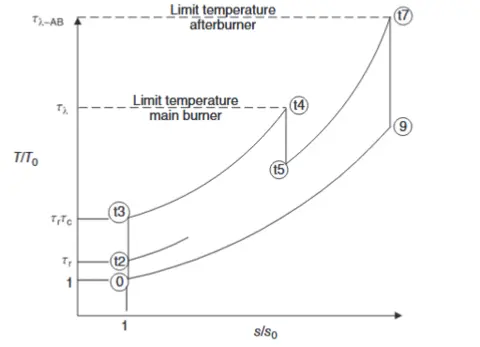 τλ–AB
Limit temperature
afterburner
t7
τλ
Limit temperature
main burner
t4
9
T/T0
t5
τrτc
t3
τr
t2
1
0
1
s/s0